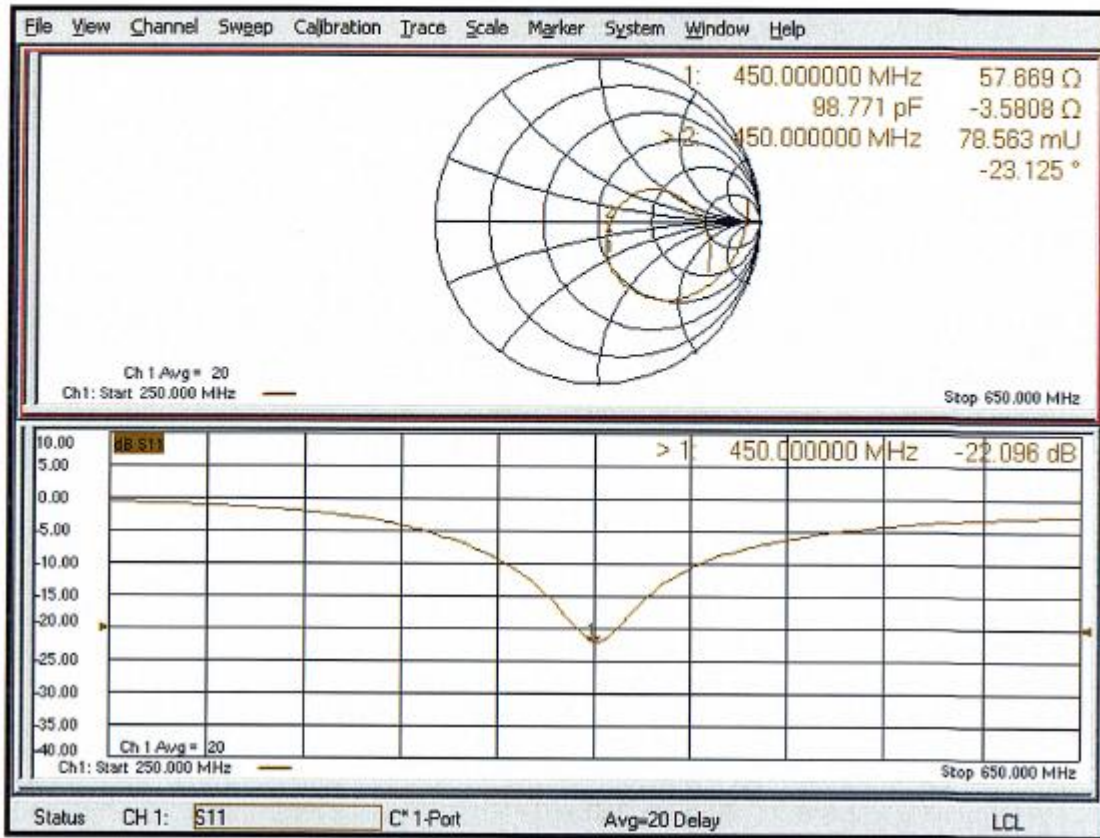 File View Channel Sweep Calibration Trace Scale Marker System Window Help
1: 450.000000 MHz 57.669 Ω
98.771 pF -3.5808 Ω
> 2: 450.000000 MHz 78.563 mU
-23.125 °
Ch 1 Avg = 20
Ch1: Start 250.000 MHz
Stop 650.000 MHz
10.00
dB S11
> 1: 450.000000 MHz -22.096 dB
5.00
0.00
-5.00
-10.00
-15.00
-20.00
1
-25.00
-30.00
-35.00
-40.00
Ch 1 Avg = 20
Ch1: Start 250.000 MHz
Stop 650.000 MHz
Status CH 1: S11 C* 1-Port Avg=20 Delay LCL